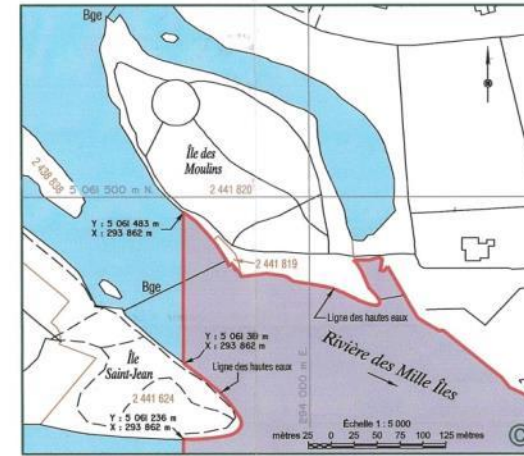 Bge
Île des
Moulins
2 438 838
5 061 500 m N.
2 441 820
Y : 5 061 483 m
X : 293 862 m
2 441 819
Bge
Ligne des hautes eaux
Y : 5 061 311 m
X : 293 862 m
Rivière des Mille Îles
Île
Saint-Jean
Ligne des hautes eaux
294 000 m E.
2 441 624
Y : 5 061 236 m
X : 293 862 m
Échelle 1 : 5 000
mètres 25 0 25 50 75 100 125 mètres
©